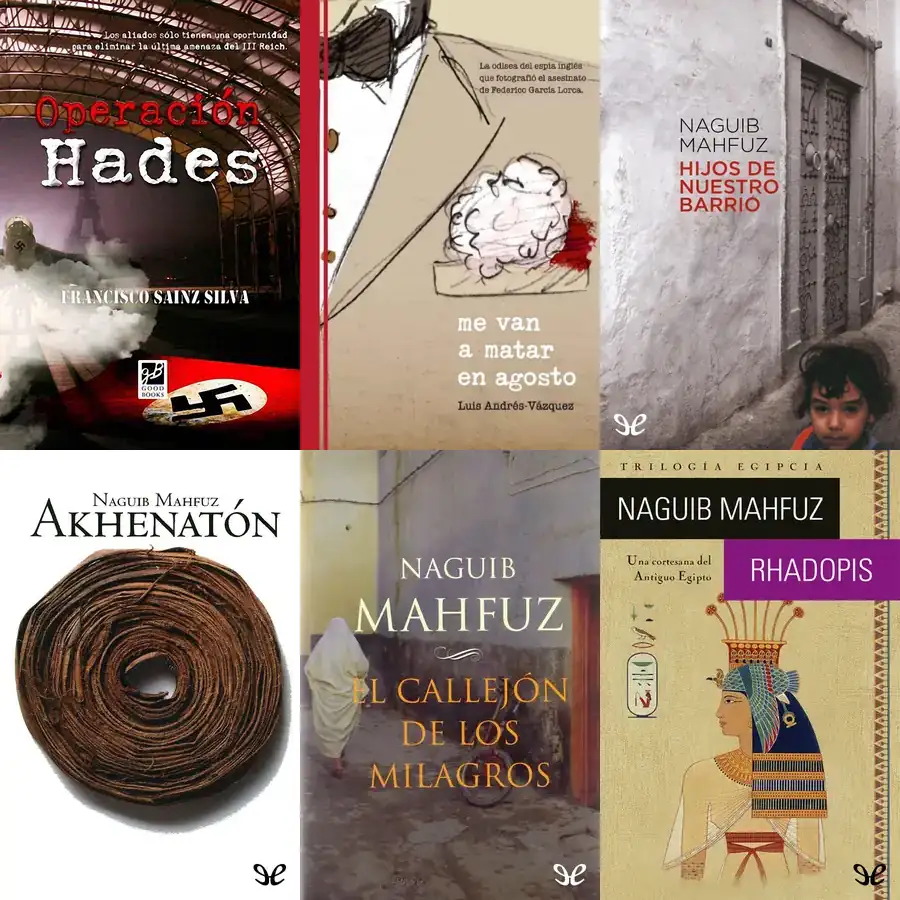 Los aliados sólo tienen una oportunidad
para eliminar la última amenaza del III Reich.
Operación
Hades
FRANCISCO SAINZ SILVA
gB
GOOD
BOOKS
La odisea del espía inglés
que fotografió el asesinato
de Federico García Lorca.
me van
a matar
en agosto
Luis Andrés-Vázquez
NAGUIB
MAHFUZ
HIJOS DE
NUESTRO
BARRIO
NAGUIB MAHFUZ
AKHENATÓN
NAGUIB
MAHFUZ
EL CALLEJÓN
DE LOS
MILAGROS
TRILOGÍA EGIPCIA
NAGUIB MAHFUZ
RHADOPIS
Una cortesana del
Antiguo Egipto